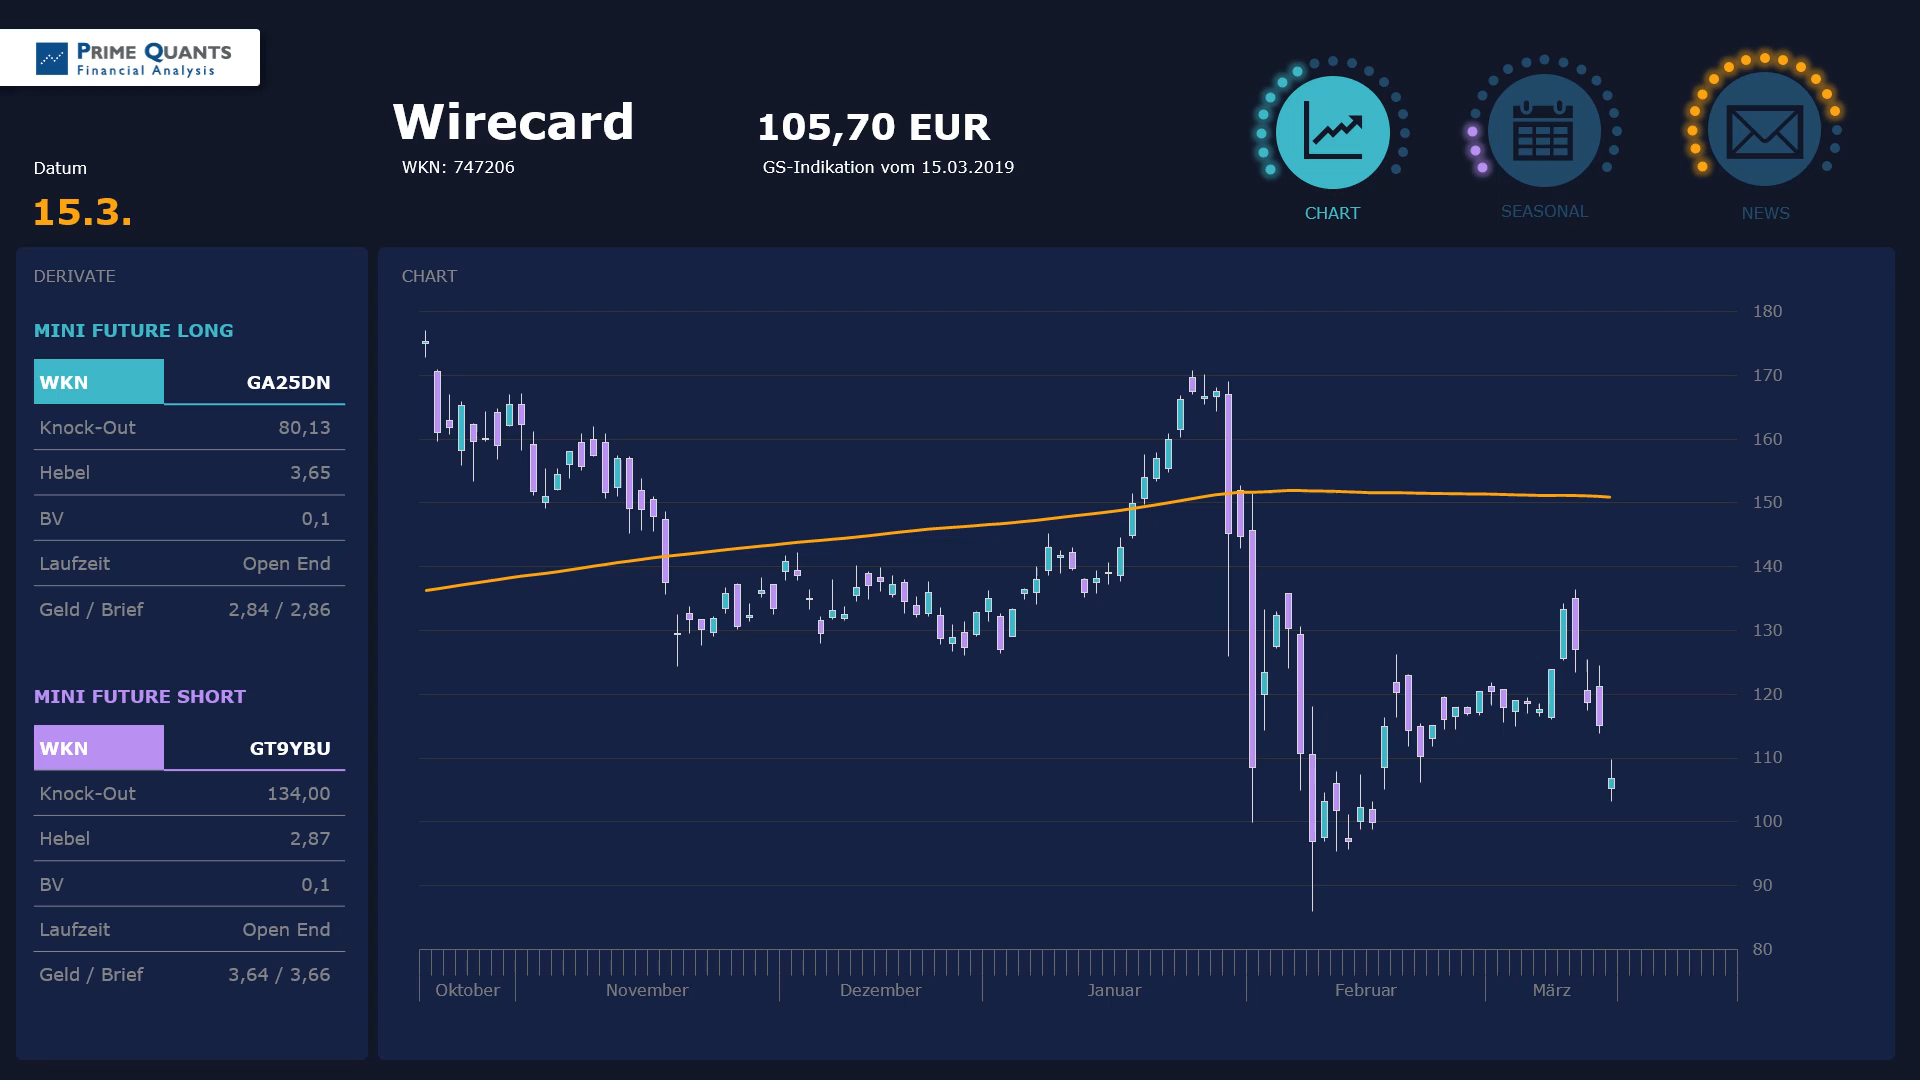 PRIME QUANTS
Financial Analysis
Datum
15.3.
Wirecard
WKN: 747206
105,70 EUR
GS-Indikation vom 15.03.2019
CHART
SEASONAL
NEWS
DERIVATE
MINI FUTURE LONG
WKN GA25DN
Knock-Out 80,13
Hebel 3,65
BV 0,1
Laufzeit Open End
Geld / Brief 2,84 / 2,86
MINI FUTURE SHORT
WKN GT9YBU
Knock-Out 134,00
Hebel 2,87
BV 0,1
Laufzeit Open End
Geld / Brief 3,64 / 3,66
CHART
180
170
160
150
140
130
120
110
100
90
80
Oktober November Dezember Januar Februar März